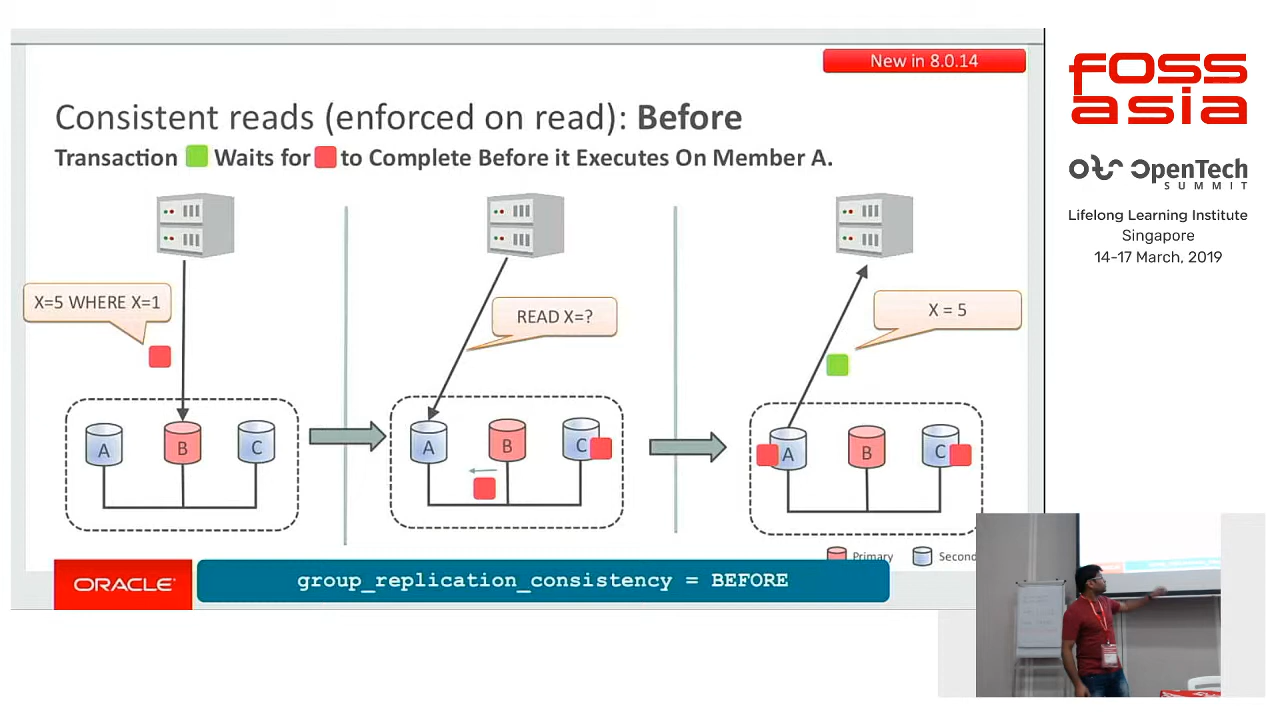 New in 8.0.14
Consistent reads (enforced on read): Before
Transaction Waits for to Complete Before it Executes On Member A.
X=5 WHERE X=1
READ X=?
X = 5
A B C
A B C
A B C
Primary Second
ORACLE
group_replication_consistency = BEFORE
FOSS
asia
OpenTech
SUMMIT
Lifelong Learning Institute
Singapore
14-17 March, 2019